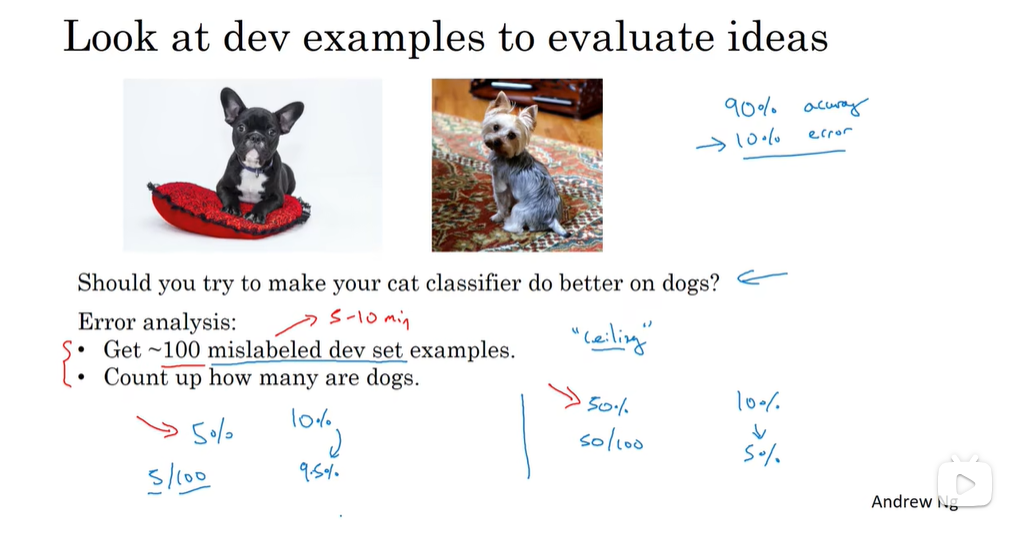 Look at dev examples to evaluate ideas
90% acuracy
→ 10% error
Should you try to make your cat classifier do better on dogs? ←
Error analysis:
→ 5-10 min
• Get ~100 mislabeled dev set examples.
• Count up how many are dogs.
"ceiling"
→ 5% 10%
5/100 9.5%
→ 50% 10%
50/100 5%
Andrew Ng